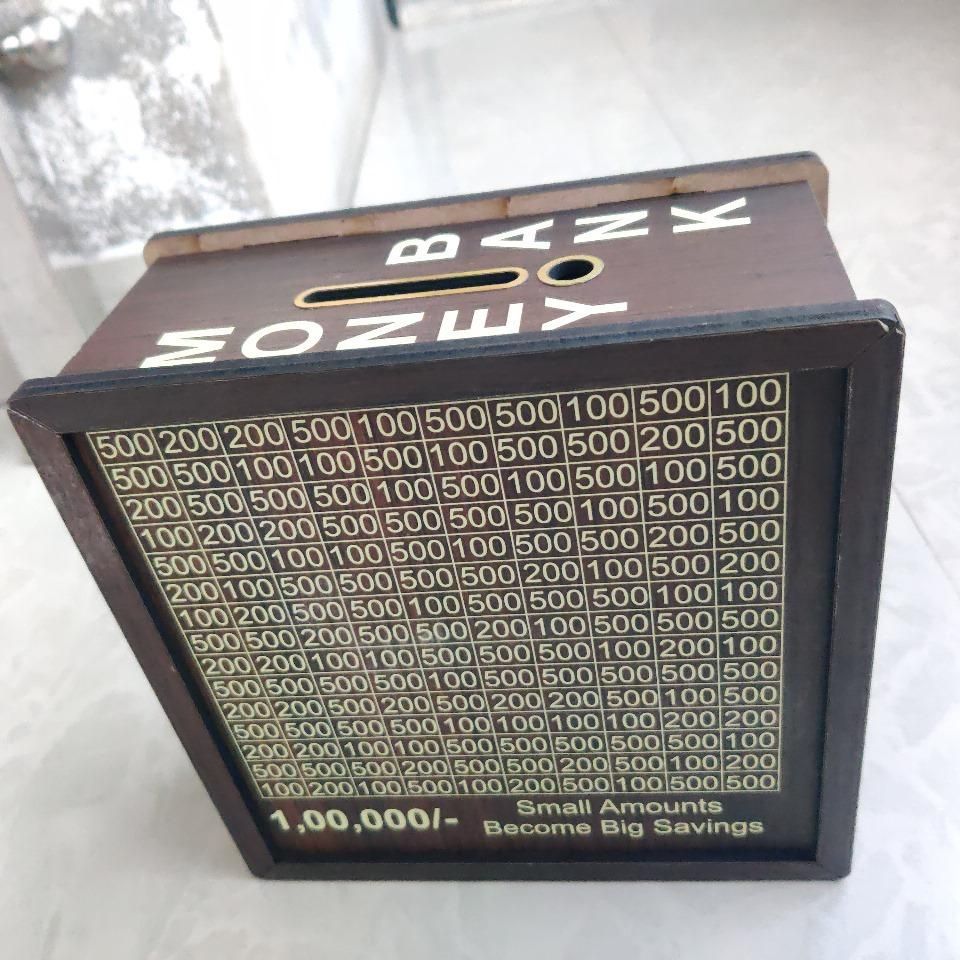 BANK
MONEY
500 200 200 500 100 500 500 100 500 100
500 500 100 100 500 100 500 500 200 500
200 500 500 500 100 500 100 500 100 500
100 200 200 500 500 500 500 100 500 100
500 500 100 100 500 100 500 500 200 500
200 100 500 500 500 500 200 100 500 200
100 200 500 500 100 500 500 500 100 100
500 500 200 500 500 200 100 500 500 500
200 200 100 100 500 500 500 100 200 100
500 500 500 500 100 500 500 500 500 500
200 200 500 200 500 200 200 500 100 500
500 500 500 500 100 100 100 100 200 200
200 200 100 100 500 500 500 500 500 100
500 500 500 200 500 500 200 500 100 200
100 200 100 500 100 200 500 100 500 500
1,00,000/-
Small Amounts
Become Big Savings